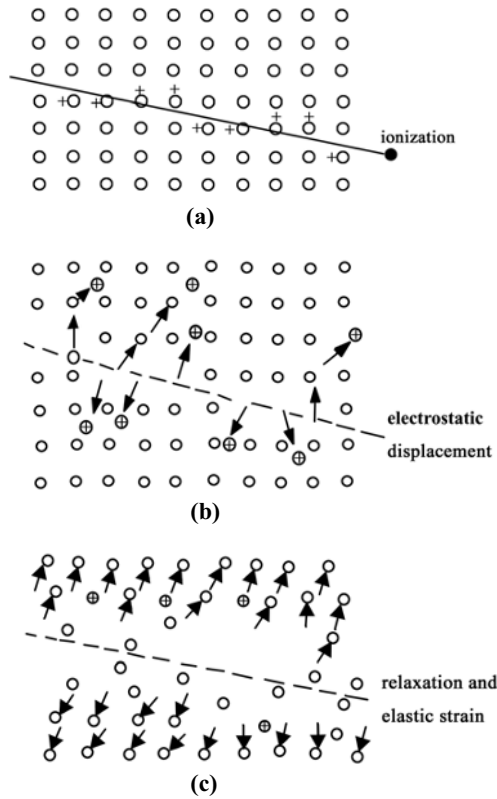 ionization
(a)
electrostatic
displacement
(b)
relaxation and
elastic strain
(c)